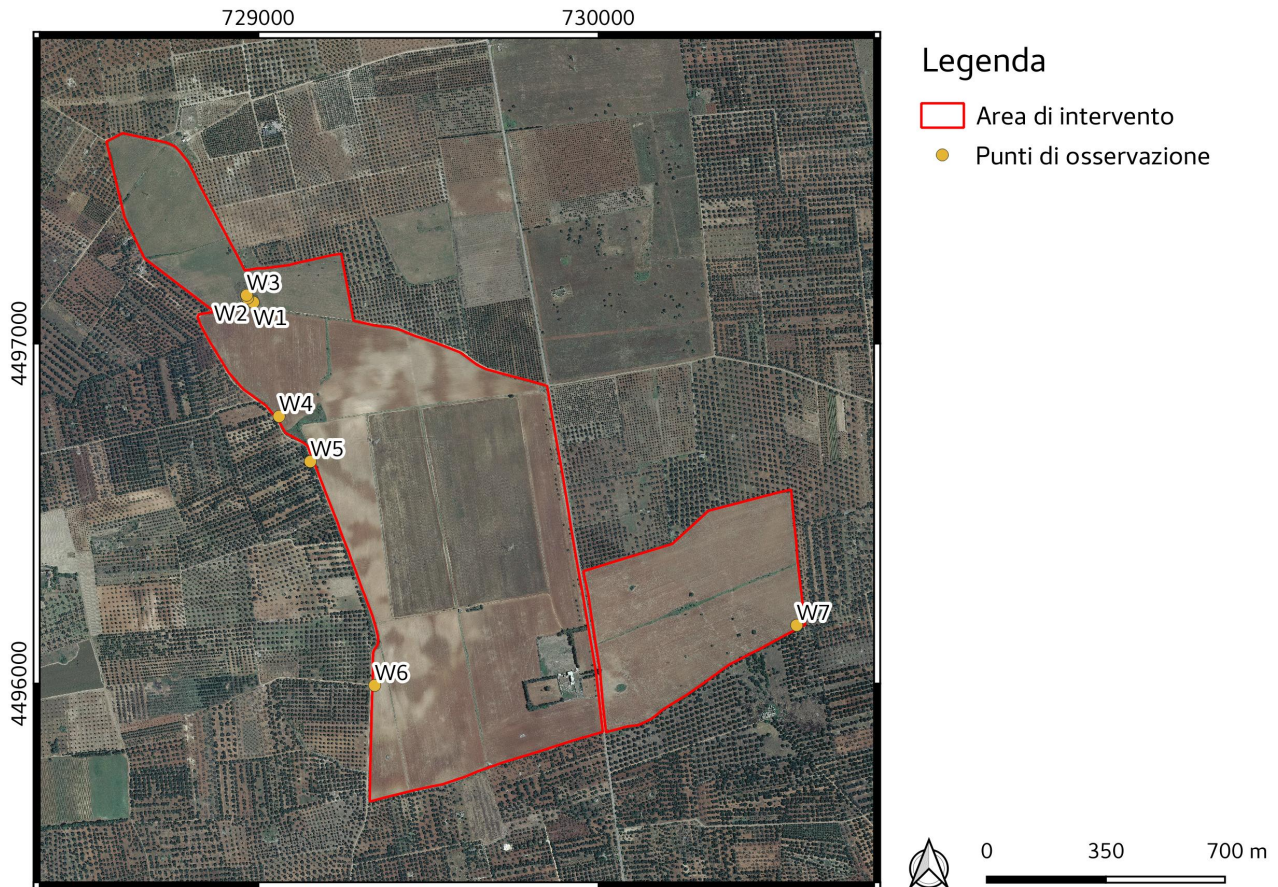 729000
730000
Legenda
Area di intervento
Punti di osservazione
W3
W2
W1
4497000
W4
W5
W7
W6
4496000
0
350
700 m